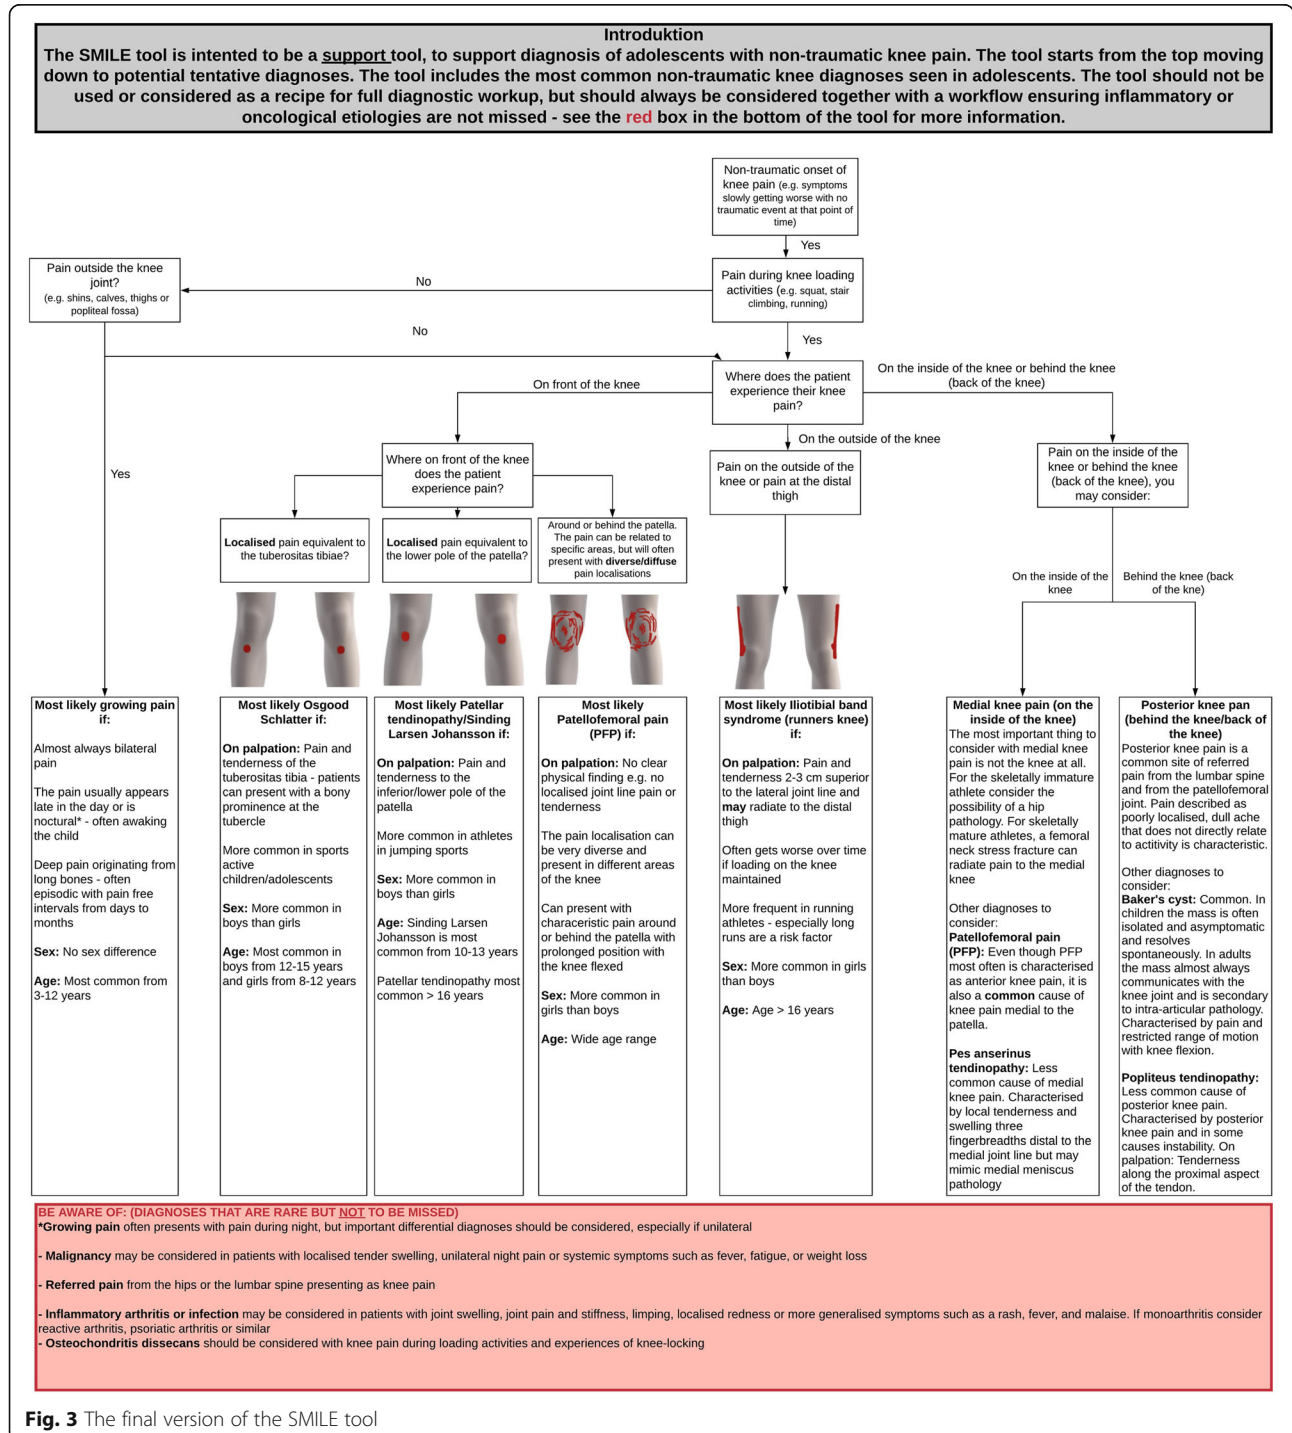 Introduktion
The SMILE tool is intented to be a support tool, to support diagnosis of adolescents with non-traumatic knee pain. The tool starts from the top moving
down to potential tentative diagnoses. The tool includes the most common non-traumatic knee diagnoses seen in adolescents. The tool should not be
used or considered as a recipe for full diagnostic workup, but should always be considered together with a workflow ensuring inflammatory or
oncological etiologies are not missed - see the red box in the bottom of the tool for more information.
Non-traumatic onset of
knee pain (e.g. symptoms
slowly getting worse with no
traumatic event at that point of
time)
Yes
Pain outside the knee
joint?
(e.g. shins, calves, thighs or
popliteal fossa)
No
Pain during knee loading
activities (e.g. squat, stair
climbing, running)
No
Yes
Where does the patient
experience their knee
pain?
On front of the knee
On the inside of the knee or behind the knee
(back of the knee)
On the outside of the knee
Yes
Where on front of the knee
does the patient
experience pain?
Pain on the outside of the
knee or pain at the distal
thigh
Pain on the inside of the
knee or behind the knee
(back of the knee), you
may consider:
Localised pain equivalent to
the tuberositas tibiae?
Localised pain equivalent to
the lower pole of the patella?
Around or behind the patella.
The pain can be related to
specific areas, but will often
present with diverse/diffuse
pain localisations
On the inside of the
knee
Behind the knee (back
of the kne)
Most likely growing pain
if:
Almost always bilateral
pain
The pain usually appears
late in the day or is
noctural* - often awaking
the child
Deep pain originating from
long bones - often
episodic with pain free
intervals from days to
months
Sex: No sex difference
Age: Most common from
3-12 years
Most likely Osgood
Schlatter if:
On palpation: Pain and
tenderness of the
tuberositas tibia - patients
can present with a bony
prominence at the
tubercle
More common in sports
active
children/adolescents
Sex: More common in
boys than girls
Age: Most common in
boys from 12-15 years
and girls from 8-12 years
Most likely Patellar
tendinopathy/Sinding
Larsen Johansson if:
On palpation: Pain and
tenderness to the
inferior/lower pole of the
patella
More common in athletes
in jumping sports
Sex: More common in
boys than girls
Age: Sinding Larsen
Johansson is most
common from 10-13 years
Patellar tendinopathy most
common > 16 years
Most likely
Patellofemoral pain
(PFP) if:
On palpation: No clear
physical finding e.g. no
localised joint line pain or
tenderness
The pain localisation can
be very diverse and
present in different areas
of the knee
Can present with
characeristic pain around
or behind the patella with
prolonged position with
the knee flexed
Sex: More common in
girls than boys
Age: Wide age range
Most likely Iliotibial band
syndrome (runners knee)
if:
On palpation: Pain and
tenderness 2-3 cm superior
to the lateral joint line and
may radiate to the distal
thigh
Often gets worse over time
if loading on the knee
maintained
More frequent in running
athletes - especially long
runs are a risk factor
Sex: More common in girls
than boys
Age: Age > 16 years
Medial knee pain (on the
inside of the knee)
The most important thing to
consider with medial knee
pain is not the knee at all.
For the skeletally immature
athlete consider the
possibility of a hip
pathology. For skeletally
mature athletes, a femoral
neck stress fracture can
radiate pain to the medial
knee
Other diagnoses to
consider:
Patellofemoral pain
(PFP): Even though PFP
most often is characterised
as anterior knee pain, it is
also a common cause of
knee pain medial to the
patella.
Pes anserinus
tendinopathy: Less
common cause of medial
knee pain. Characterised
by local tenderness and
swelling three
fingerbreadths distal to the
medial joint line but may
mimic medial meniscus
pathology
Posterior knee pan
(behind the knee/back of
the knee)
Posterior knee pain is a
common site of referred
pain from the lumbar spine
and from the patellofemoral
joint. Pain described as
poorly localised, dull ache
that does not directly relate
to actitivity is characteristic.
Other diagnoses to
consider:
Baker's cyst: Common. In
children the mass is often
isolated and asymptomatic
and resolves
spontaneously. In adults
the mass almost always
communicates with the
knee joint and is secondary
to intra-articular pathology.
Characterised by pain and
restricted range of motion
with knee flexion.
Popliteus tendinopathy:
Less common cause of
posterior knee pain.
Characterised by posterior
knee pain and in some
causes instability. On
palpation: Tenderness
along the proximal aspect
of the tendon.
BE AWARE OF: (DIAGNOSES THAT ARE RARE BUT NOT TO BE MISSED)
*Growing pain often presents with pain during night, but important differential diagnoses should be considered, especially if unilateral
- Malignancy may be considered in patients with localised tender swelling, unilateral night pain or systemic symptoms such as fever, fatigue, or weight loss
- Referred pain from the hips or the lumbar spine presenting as knee pain
- Inflammatory arthritis or infection may be considered in patients with joint swelling, joint pain and stiffness, limping, localised redness or more generalised symptoms such as a rash, fever, and malaise. If monoarthritis consider
reactive arthritis, psoriatic arthritis or similar
- Osteochondritis dissecans should be considered with knee pain during loading activities and experiences of knee-locking
Fig. 3 The final version of the SMILE tool